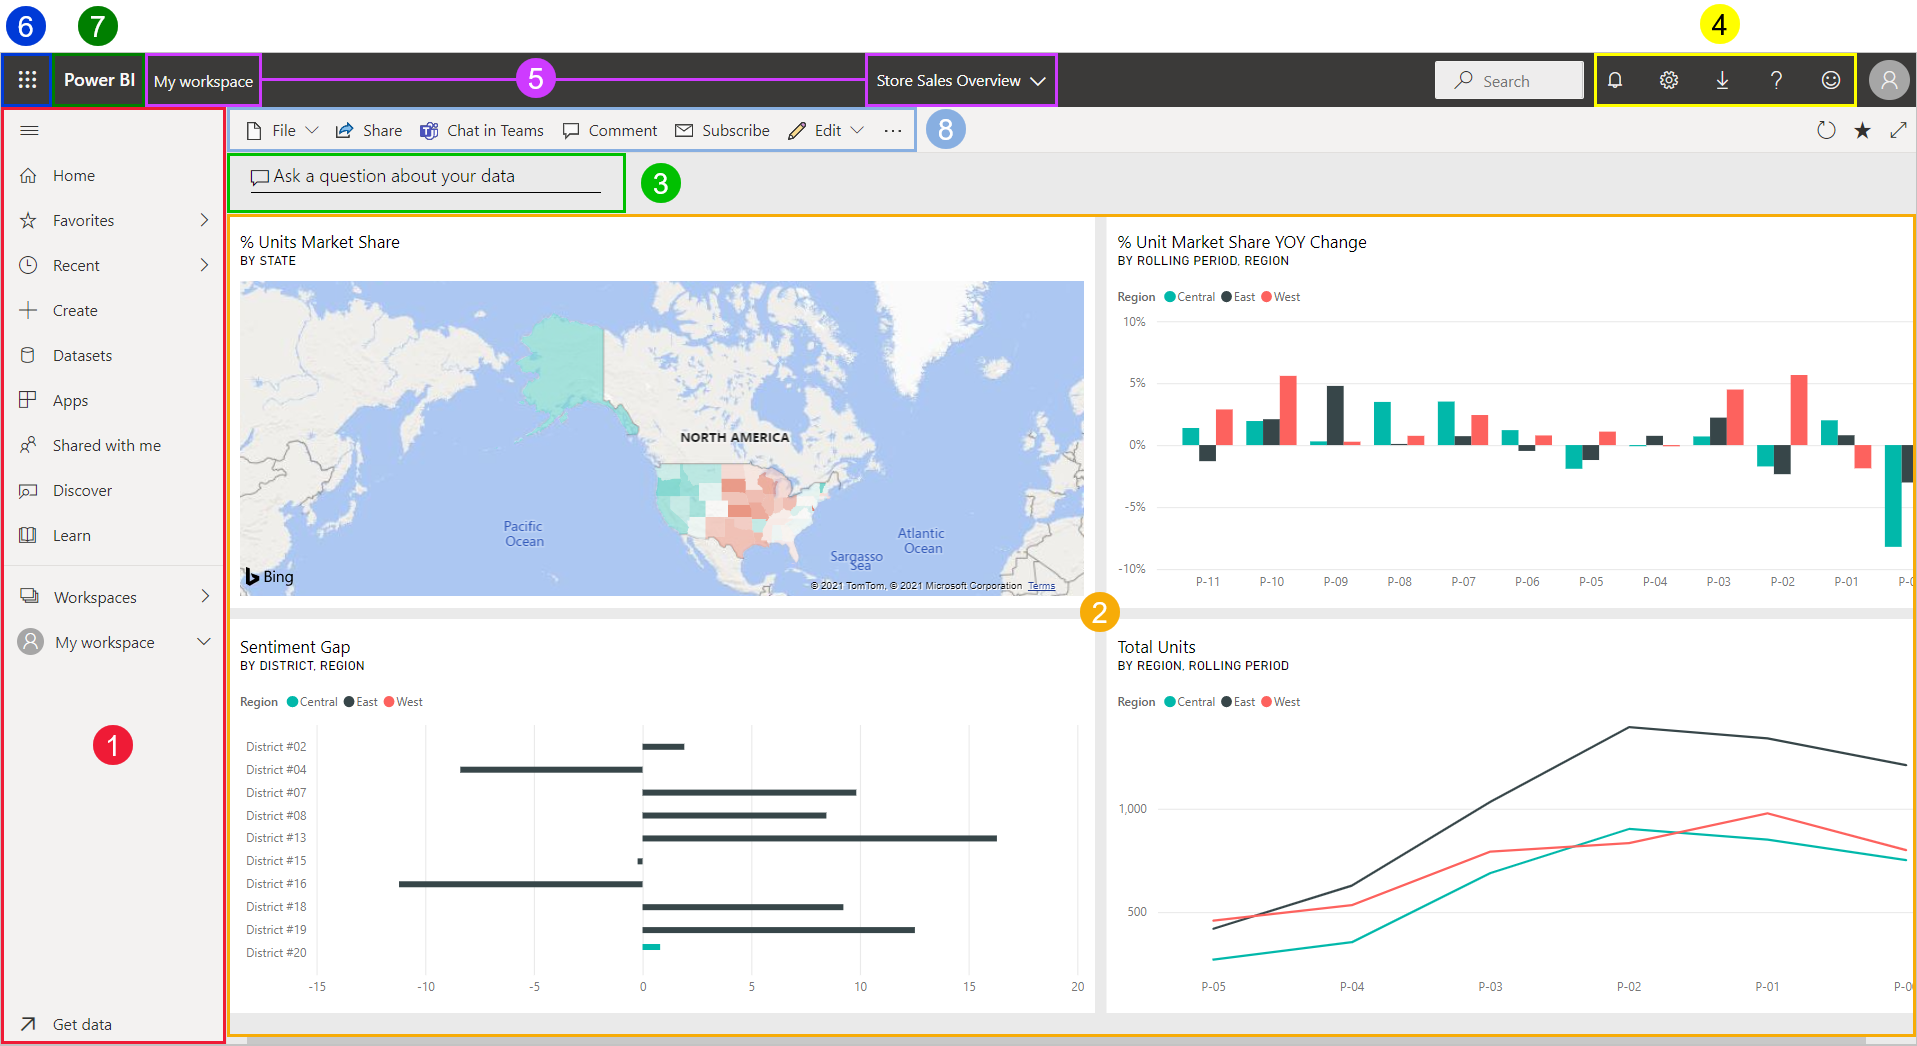 6
7
4
Power BI
My workspace
5
Store Sales Overview
Search
File
Share
Chat in Teams
Comment
Subscribe
Edit
8
Ask a question about your data
3
Home
Favorites
Recent
Create
Datasets
Apps
Shared with me
Discover
Learn
Workspaces
My workspace
1
Get data
% Units Market Share
BY STATE
NORTH AMERICA
Pacific
Ocean
Atlantic
Ocean
Sargasso
Sea
Bing
© 2021 TomTom, © 2021 Microsoft Corporation Terms
% Unit Market Share YOY Change
BY ROLLING PERIOD, REGION
Region Central East West
10%
5%
0%
-5%
-10%
P-11 P-10 P-09 P-08 P-07 P-06 P-05 P-04 P-03 P-02 P-01
2
Sentiment Gap
BY DISTRICT, REGION
Region Central East West
District #02
District #04
District #07
District #08
District #13
District #15
District #16
District #18
District #19
District #20
-15 -10 -5 0 5 10 15 20
Total Units
BY REGION, ROLLING PERIOD
Region Central East West
1,000
500
P-05 P-04 P-03 P-02 P-01